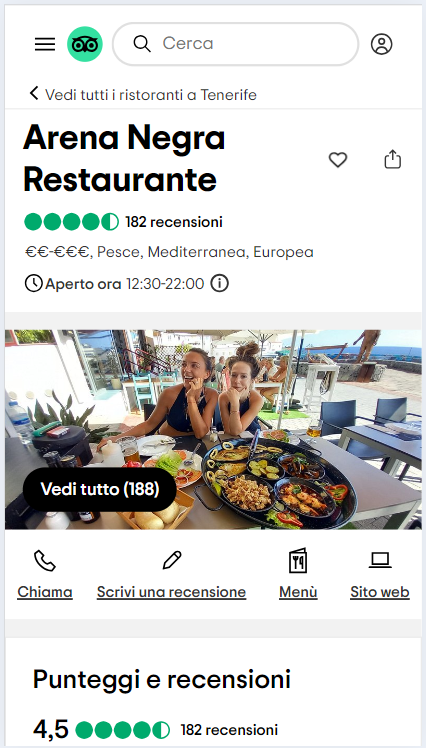 Cerca
Vedi tutti i ristoranti a Tenerife
Arena Negra
Restaurante
182 recensioni
€€-€€€, Pesce, Mediterranea, Europea
Aperto ora 12:30-22:00
Vedi tutto (188)
Chiama Scrivi una recensione Menù Sito web
Punteggi e recensioni
4,5 182 recensioni